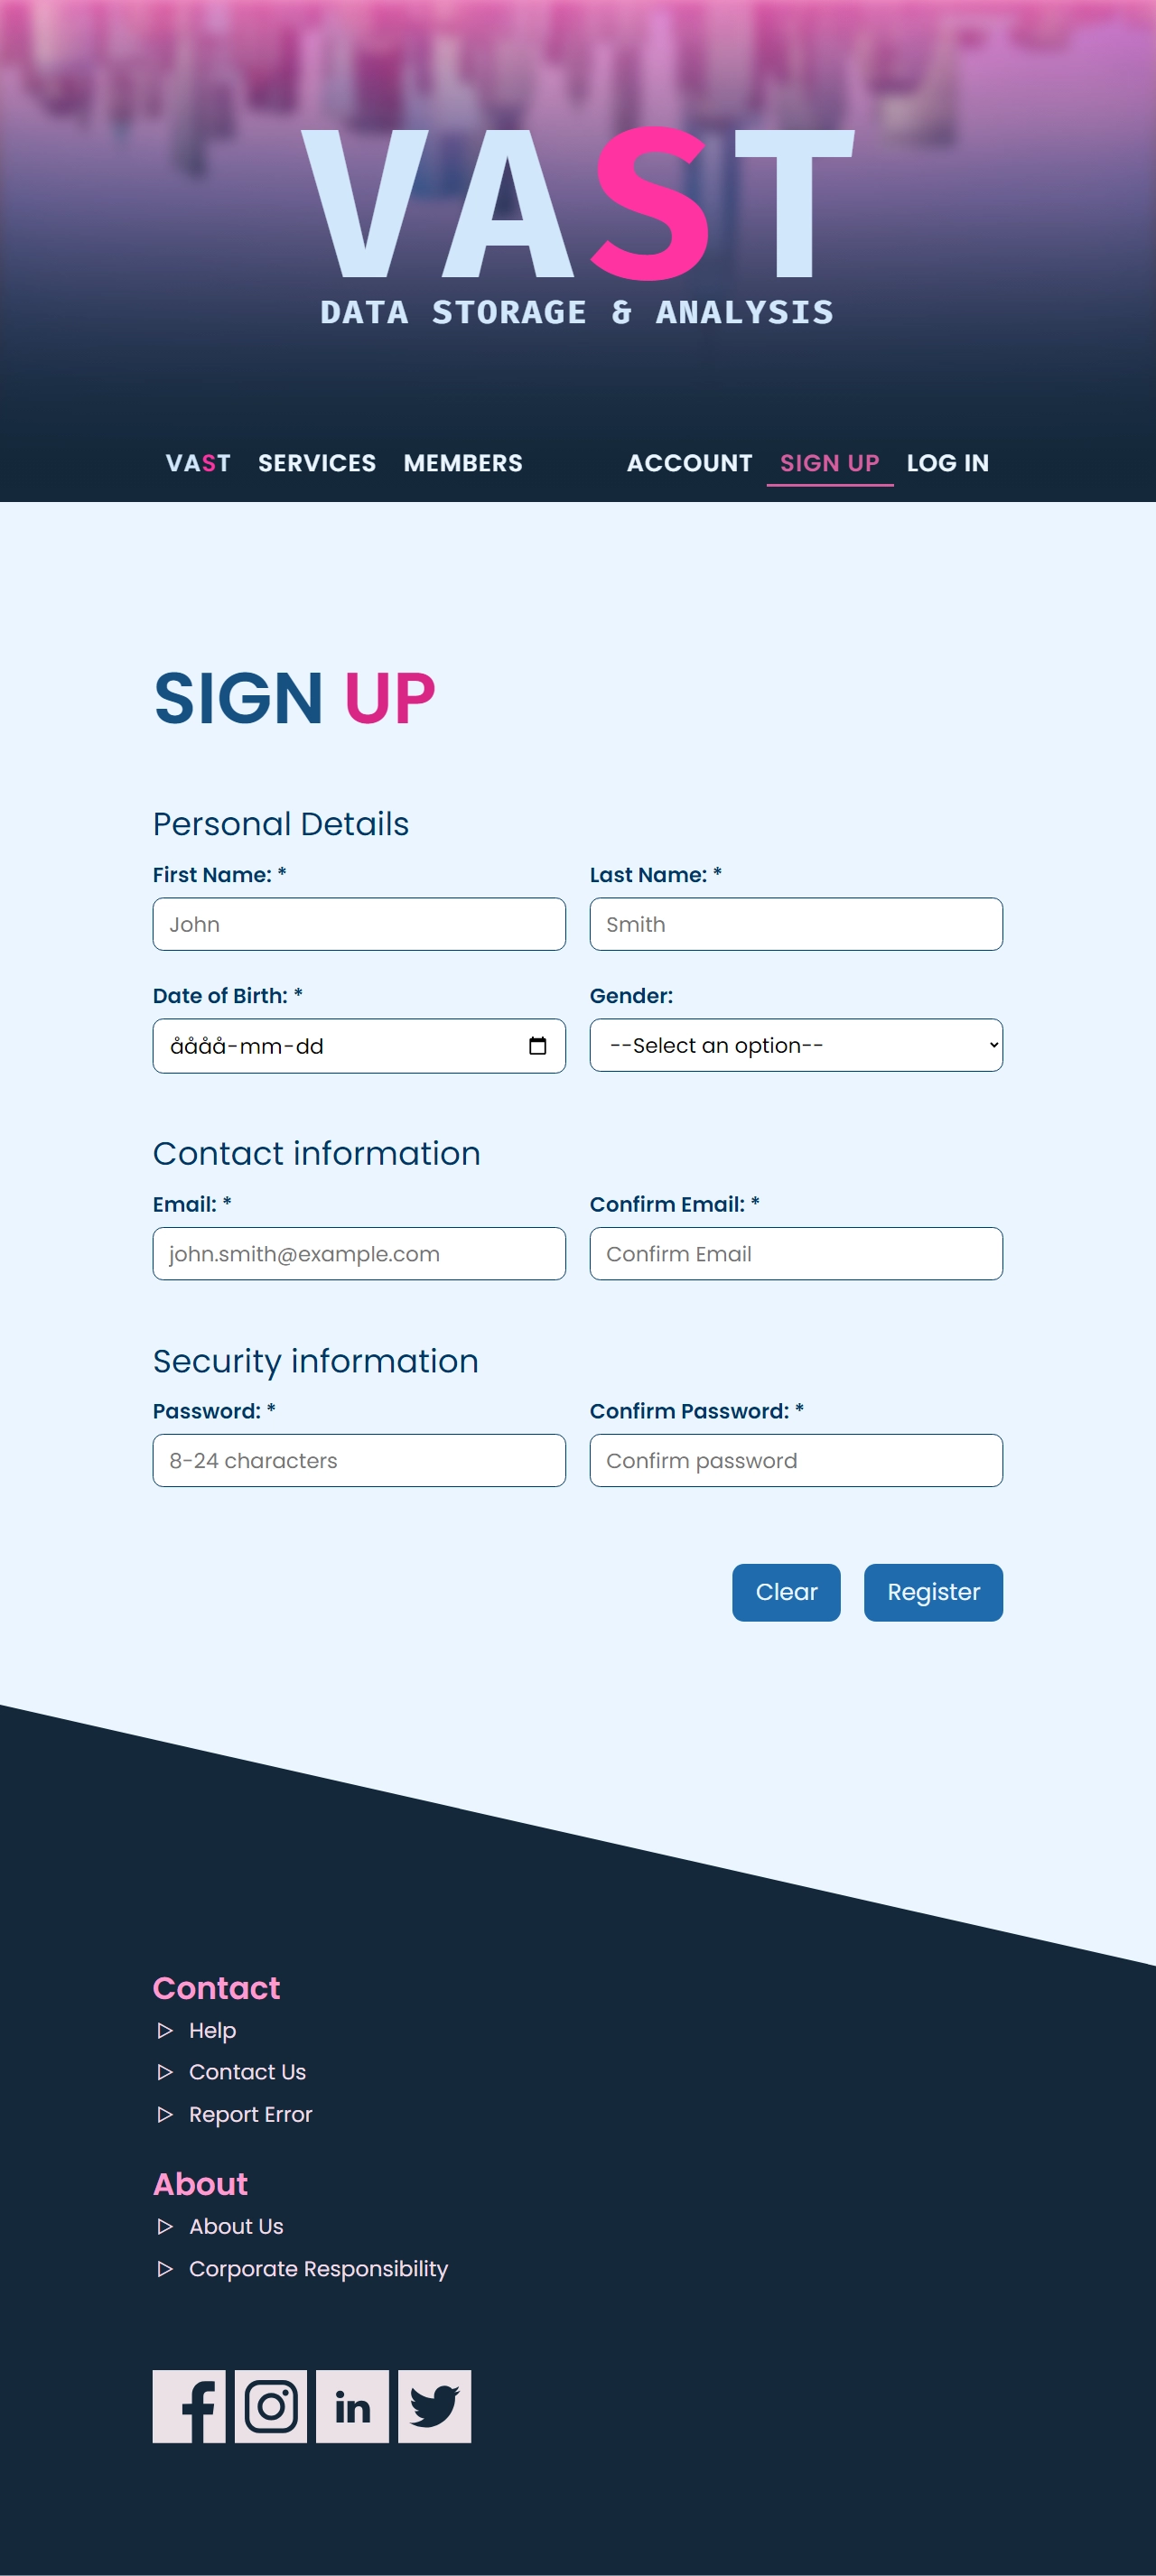 VAST
DATA STORAGE & ANALYSIS
VAST SERVICES MEMBERS ACCOUNT SIGN UP LOG IN
SIGN UP
Personal Details
First Name: * Last Name: *
John Smith
Date of Birth: * Gender:
åååå-mm-dd --Select an option--
Contact information
Email: * Confirm Email: *
john.smith@example.com Confirm Email
Security information
Password: * Confirm Password: *
8-24 characters Confirm password
Clear Register
Contact
Help
Contact Us
Report Error
About
About Us
Corporate Responsibility
f in